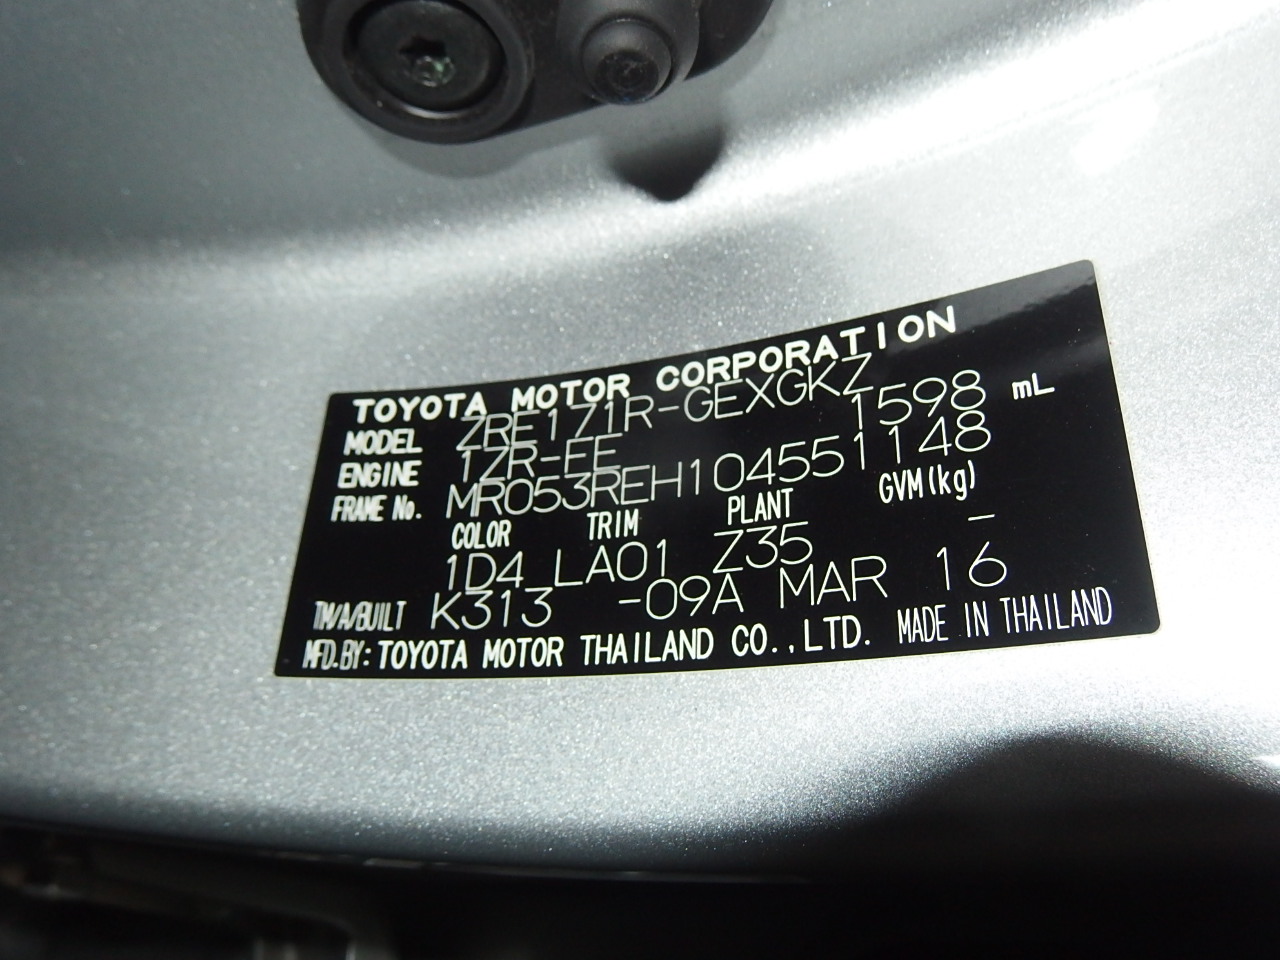 TOYOTA MOTOR CORPORATION
MODEL ZRE171R-GEXGKZ
ENGINE 1ZR-FE 1598 mL
FRAME No. MR053REH104551148
COLOR TRIM PLANT GVM(kg)
1D4 LA01 Z35 -
TM/A/BUILT K313 -09A MAR 16
MFD.BY: TOYOTA MOTOR THAILAND CO.,LTD. MADE IN THAILAND